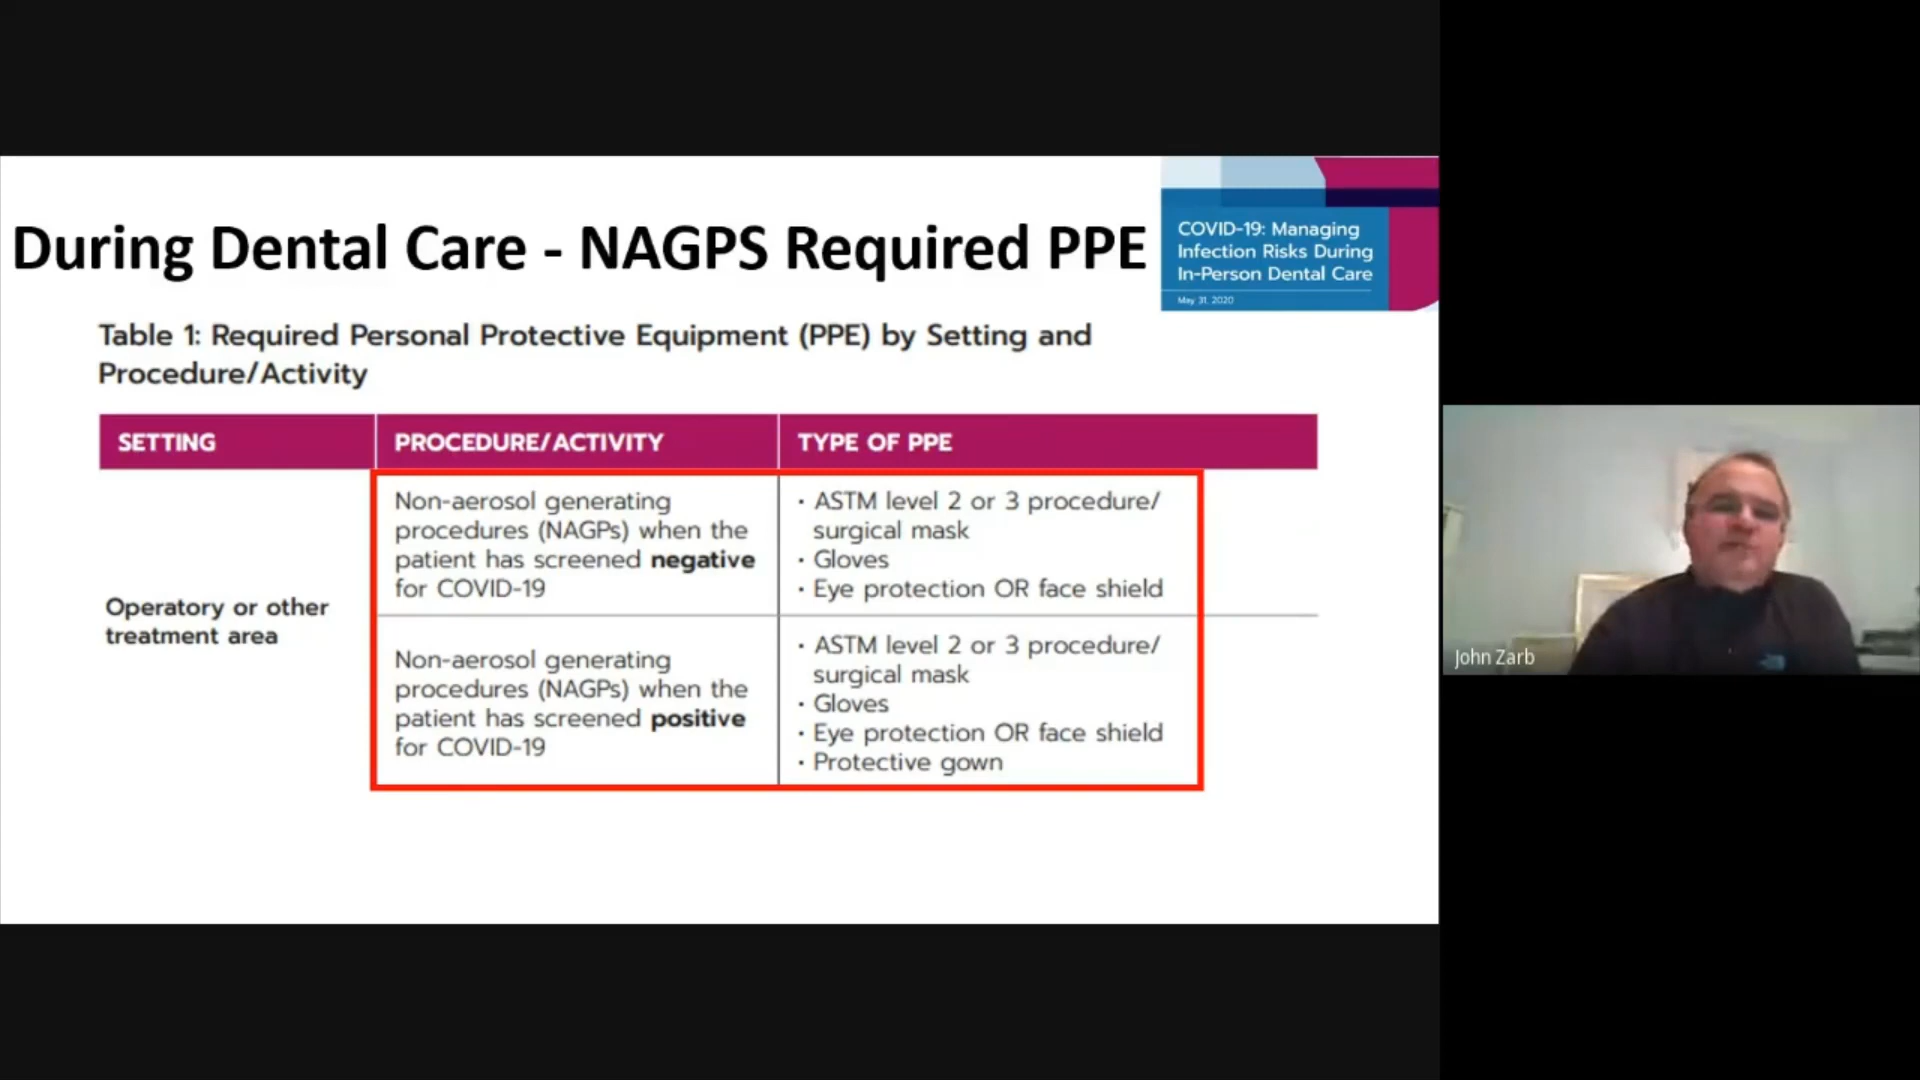 During Dental Care - NAGPS Required PPE
COVID-19: Managing
Infection Risks During
In-Person Dental Care
May 31, 2020
Table 1: Required Personal Protective Equipment (PPE) by Setting and
Procedure/Activity
SETTING
PROCEDURE/ACTIVITY
TYPE OF PPE
Operatory or other
treatment area
Non-aerosol generating
procedures (NAGPs) when the
patient has screened negative
for COVID-19
· ASTM level 2 or 3 procedure/
surgical mask
· Gloves
· Eye protection OR face shield
Non-aerosol generating
procedures (NAGPs) when the
patient has screened positive
for COVID-19
· ASTM level 2 or 3 procedure/
surgical mask
· Gloves
· Eye protection OR face shield
· Protective gown
John Zarb